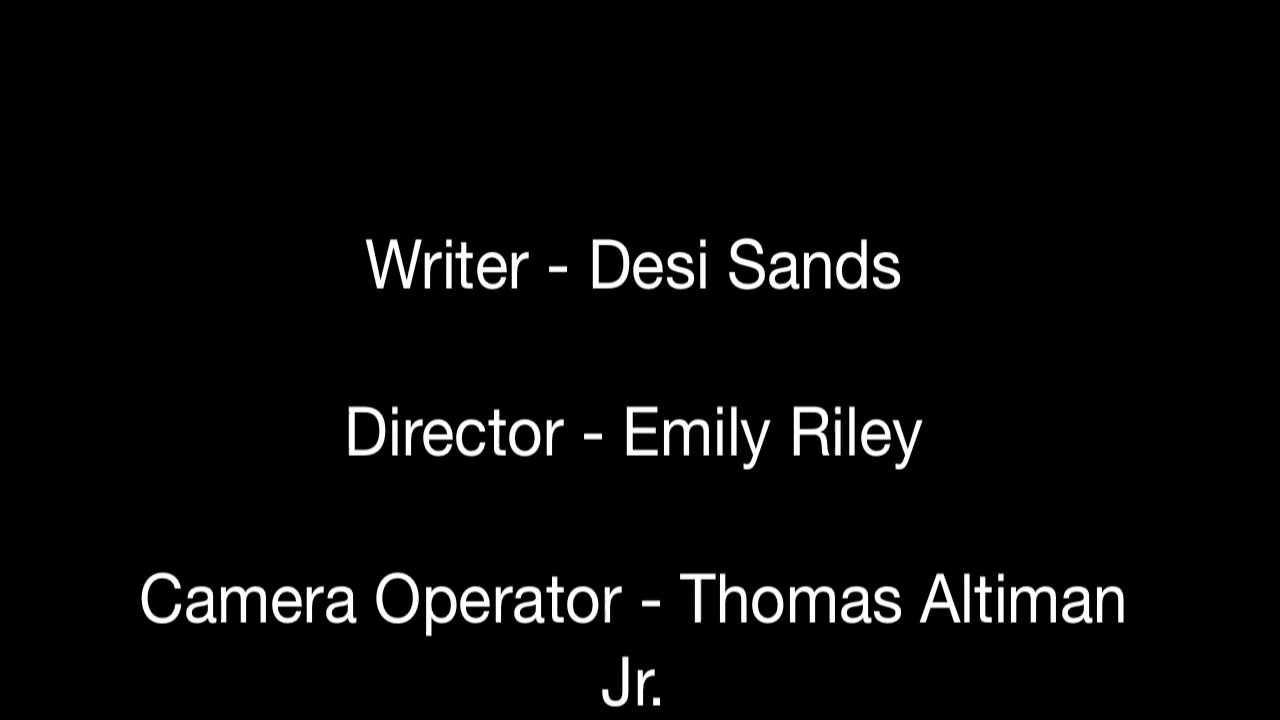 Writer - Desi Sands
Director - Emily Riley
Camera Operator - Thomas Altiman
Jr.